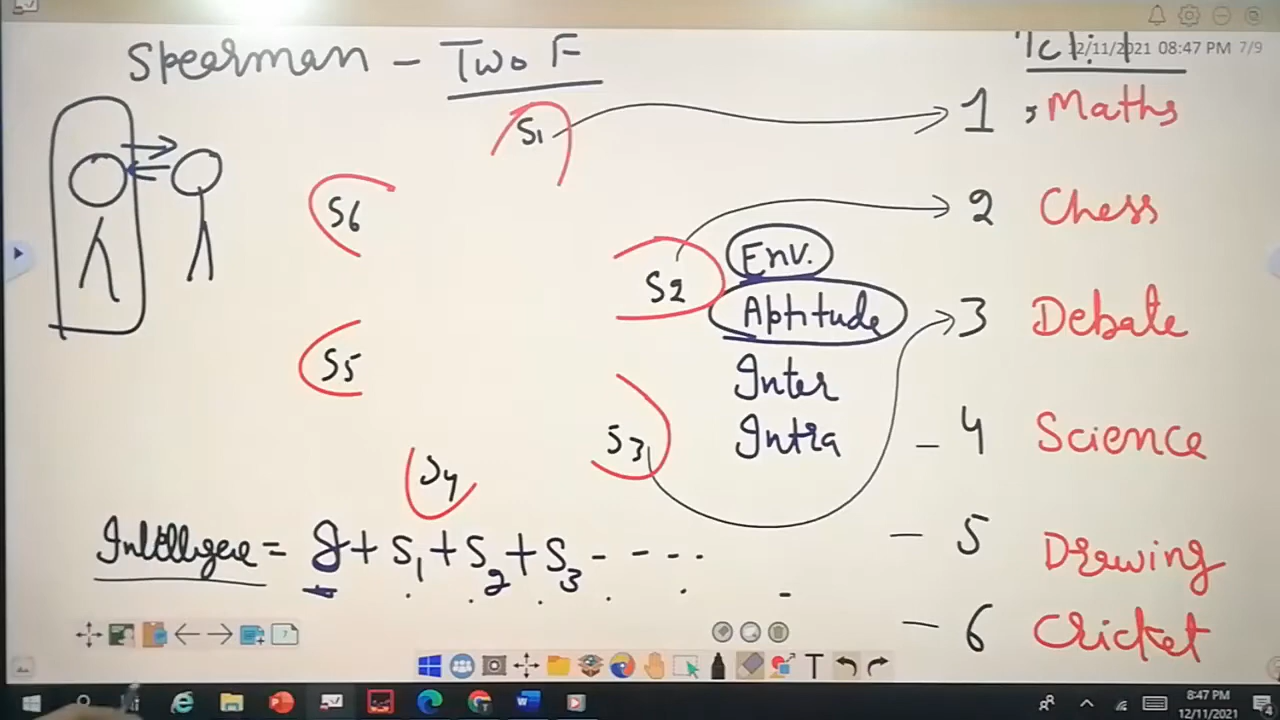 Spearman - Two F
12/11/2021 08:47 PM 7/9
S1
1 , Maths
S6
2 Chess
Env.
S2
Aptitude
3 Debate
S5
Inter
S3
Intra
- 4 Science
S4
Intelligence = g + S1 + S2 + S3 - - - - -
- 5 Drawing
- 6 Cricket
T
8:47 PM
12/11/2021